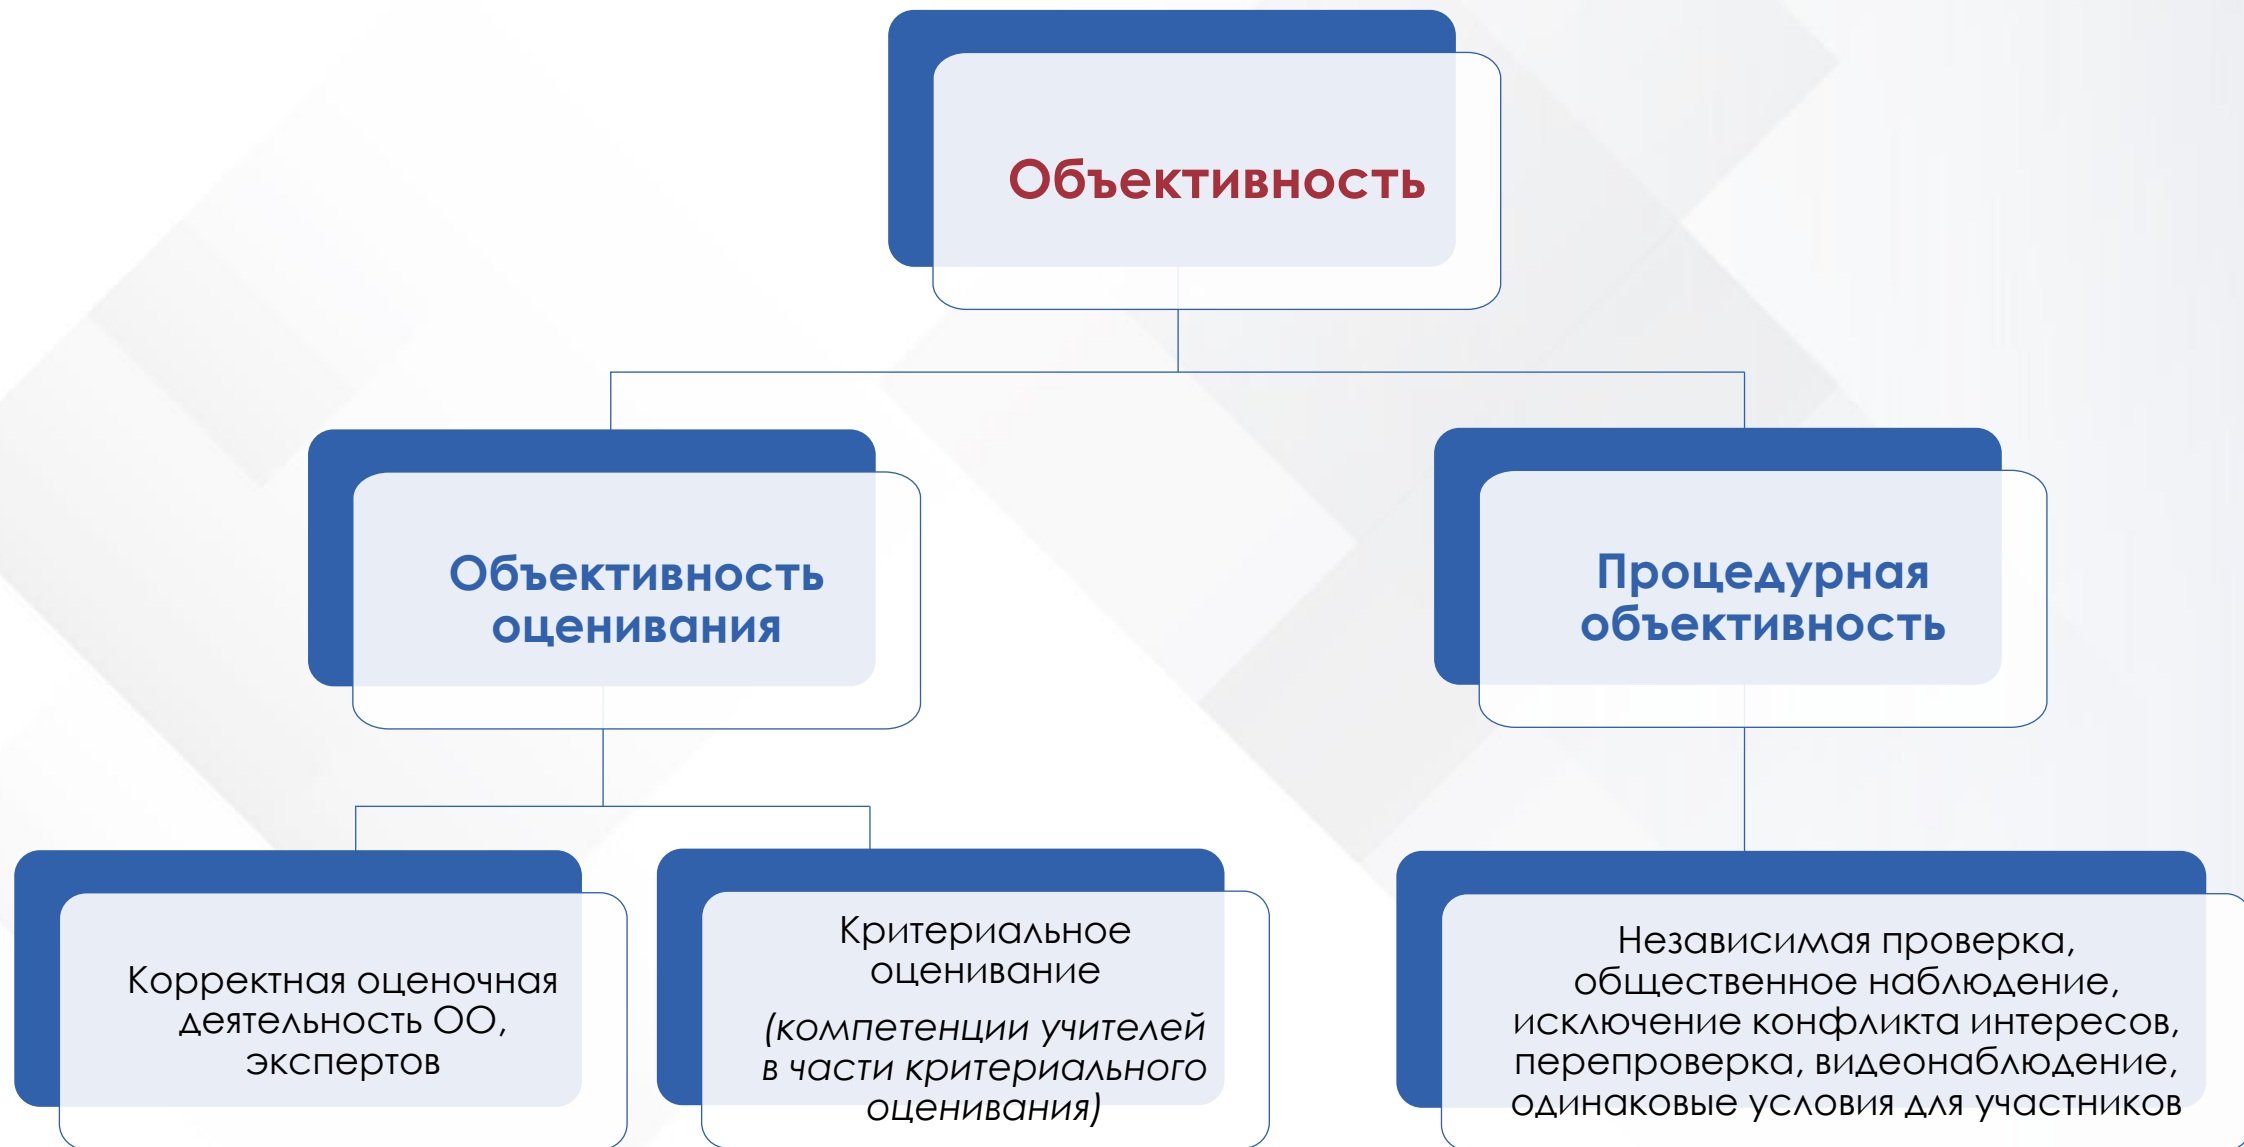 Объективность
Объективность
оценивания
Процедурная
объективность
Корректная оценочная
деятельность ОО,
экспертов
Критериальное
оценивание
(компетенции учителей
в части критериального
оценивания)
Независимая проверка,
общественное наблюдение,
исключение конфликта интересов,
перепроверка, видеонаблюдение,
одинаковые условия для участников